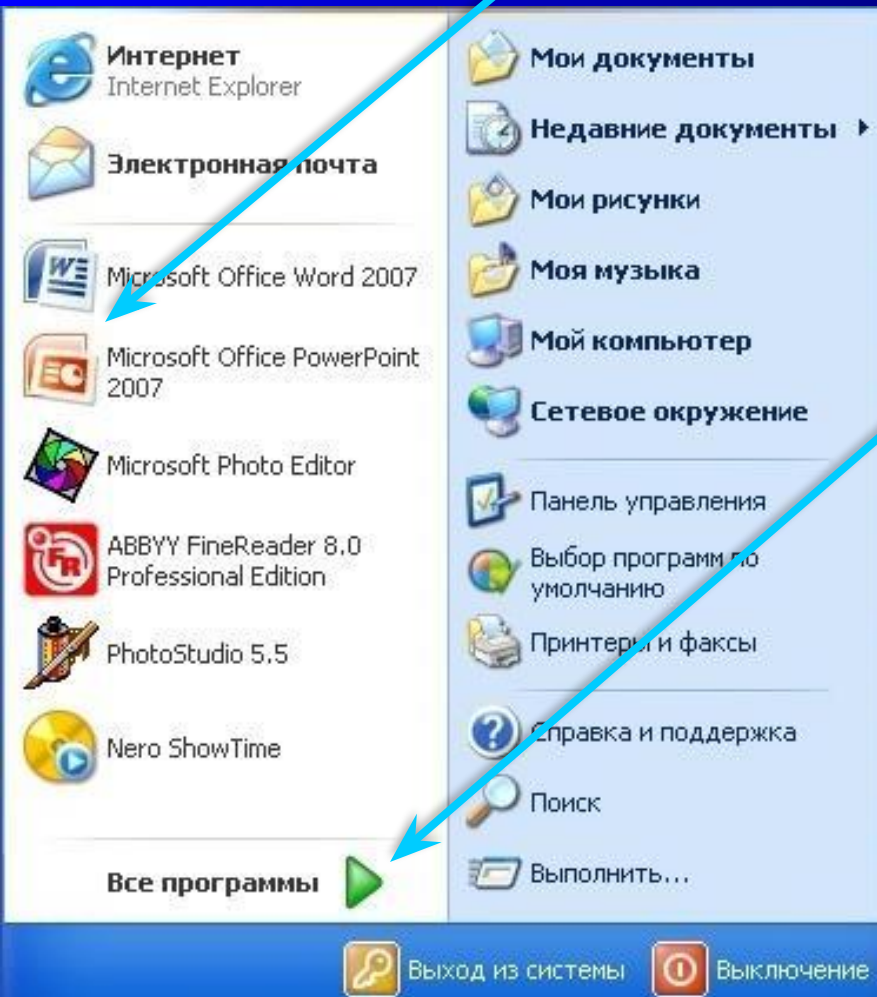 Интернет
Internet Explorer
Электронная почта
Microsoft Office Word 2007
Microsoft Office PowerPoint
2007
Microsoft Photo Editor
ABBYY FineReader 8.0
Professional Edition
PhotoStudio 5.5
Nero ShowTime
Все программы
Мои документы
Недавние документы
Мои рисунки
Моя музыка
Мой компьютер
Сетевое окружение
Панель управления
Выбор программ по
умолчанию
Принтеры и факсы
Справка и поддержка
Поиск
Выполнить...
Выход из системы
Выключение